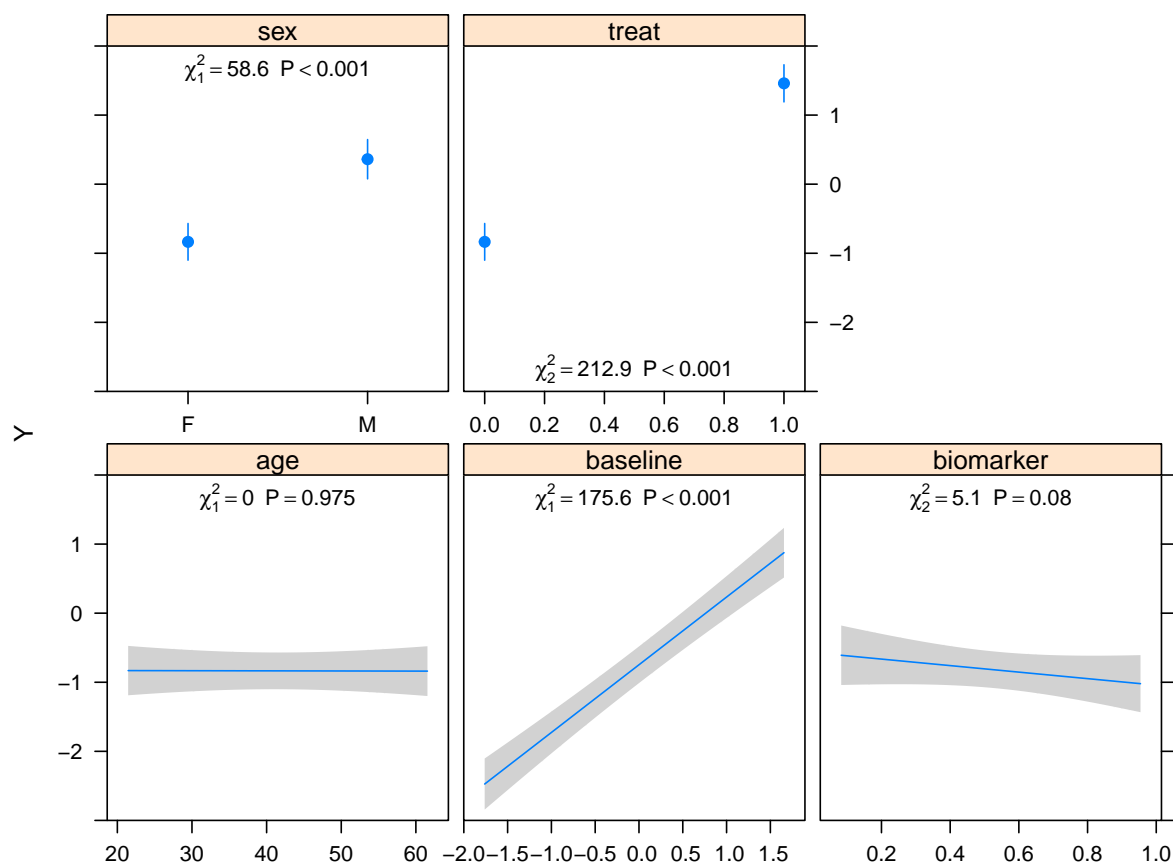 sex
treat
χ²₁ = 58.6 P < 0.001
1
0
−1
−2
χ²₂ = 212.9 P < 0.001
F M
0.0 0.2 0.4 0.6 0.8 1.0
Y
age
baseline
biomarker
χ²₁ = 0 P = 0.975
χ²₁ = 175.6 P < 0.001
χ²₂ = 5.1 P = 0.08
1
0
−1
−2
20 30 40 50 60
−2.0 −1.5 −1.0 −0.5 0.0 0.5 1.0 1.5
0.2 0.4 0.6 0.8 1.0